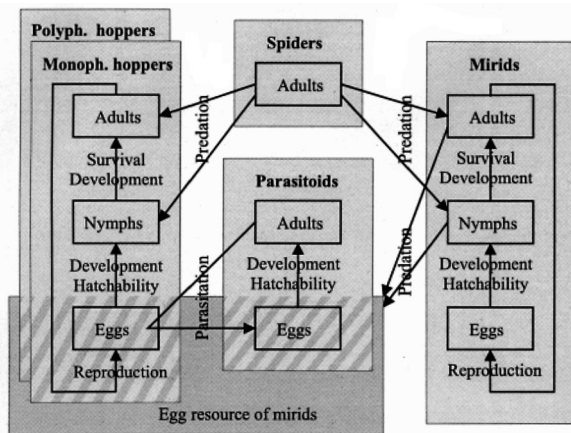 Polyph. hoppers
Monoph. hoppers
Adults
Survival
Development
Nymphs
Development
Hatchability
Eggs
Reproduction
Spiders
Adults
Predation
Predation
Parasitoids
Adults
Development
Hatchability
Eggs
Parasitation
Predation
Mirids
Adults
Survival
Development
Nymphs
Development
Hatchability
Eggs
Reproduction
Egg resource of mirids